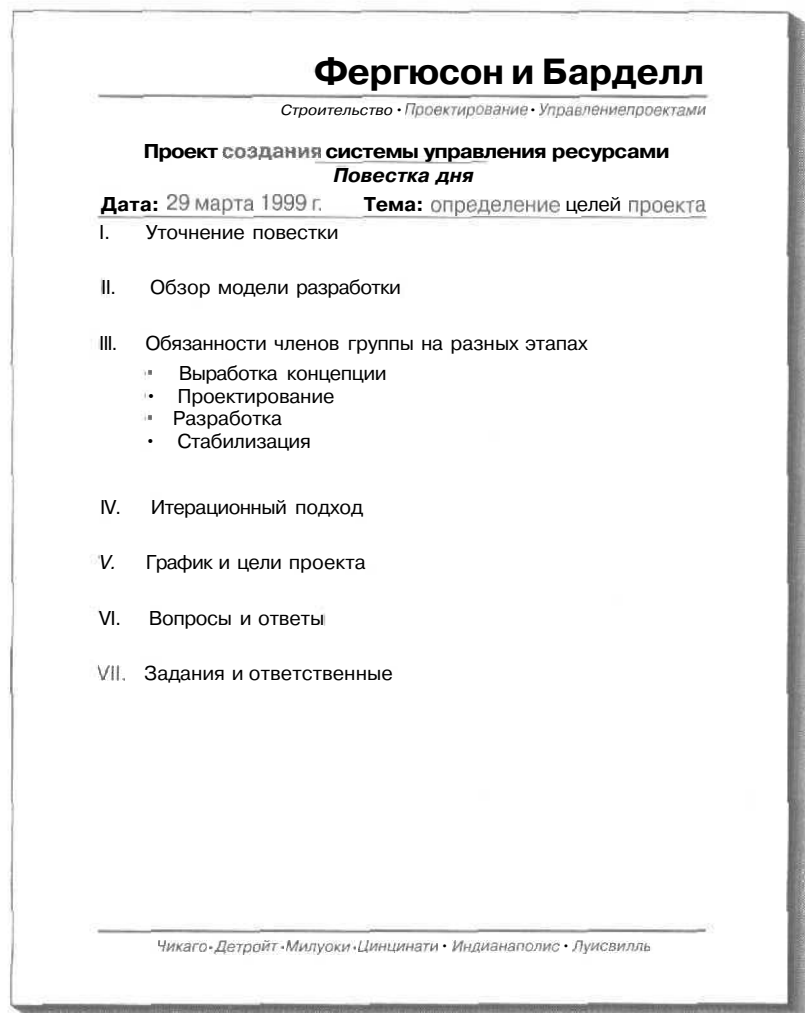 Фергюсон и Барделл
Строительство • Проектирование • Управлениепроектами
Проект создания системы управления ресурсами
Повестка дня
Дата: 29 марта 1999 г. Тема: определение целей проекта
I. Уточнение повестки
II. Обзор модели разработки
III. Обязанности членов группы на разных этапах
▪ Выработка концепции
• Проектирование
▪ Разработка
• Стабилизация
IV. Итерационный подход
V. График и цели проекта
VI. Вопросы и ответы
VII. Задания и ответственные
Чикаго•Детройт•Милуоки•Цинцинати • Индианаполис • Луисвилль